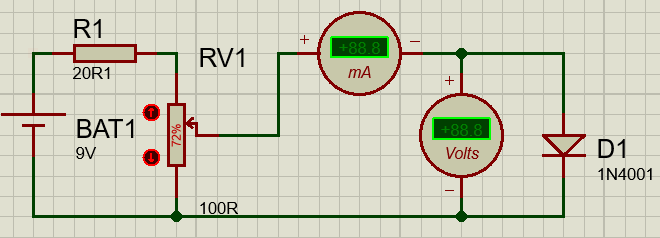 R1
20R1
RV1
+88.8
mA
BAT1
9V
72%
+88.8
Volts
D1
1N4001
100R